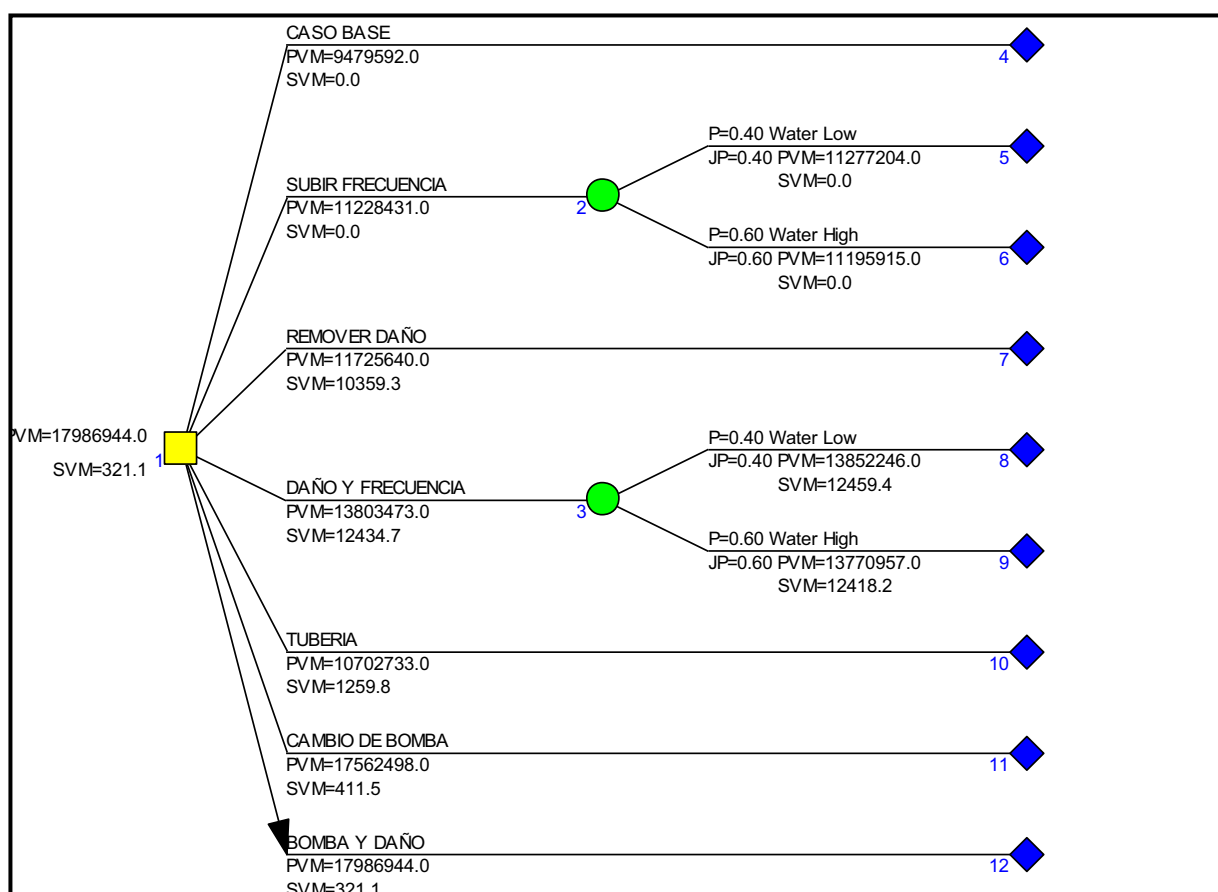 CASO BASE
PVM=9479592.0
SVM=0.0
4
P=0.40 Water Low
JP=0.40 PVM=11277204.0
SVM=0.0
5
SUBIR FRECUENCIA
PVM=11228431.0
SVM=0.0
2
P=0.60 Water High
JP=0.60 PVM=11195915.0
SVM=0.0
6
REMOVER DAÑO
PVM=11725640.0
SVM=10359.3
7
PVM=17986944.0
SVM=321.1
1
P=0.40 Water Low
JP=0.40 PVM=13852246.0
SVM=12459.4
8
DAÑO Y FRECUENCIA
PVM=13803473.0
SVM=12434.7
3
P=0.60 Water High
JP=0.60 PVM=13770957.0
SVM=12418.2
9
TUBERIA
PVM=10702733.0
SVM=1259.8
10
CAMBIO DE BOMBA
PVM=17562498.0
SVM=411.5
11
BOMBA Y DAÑO
PVM=17986944.0
SVM=321.1
12